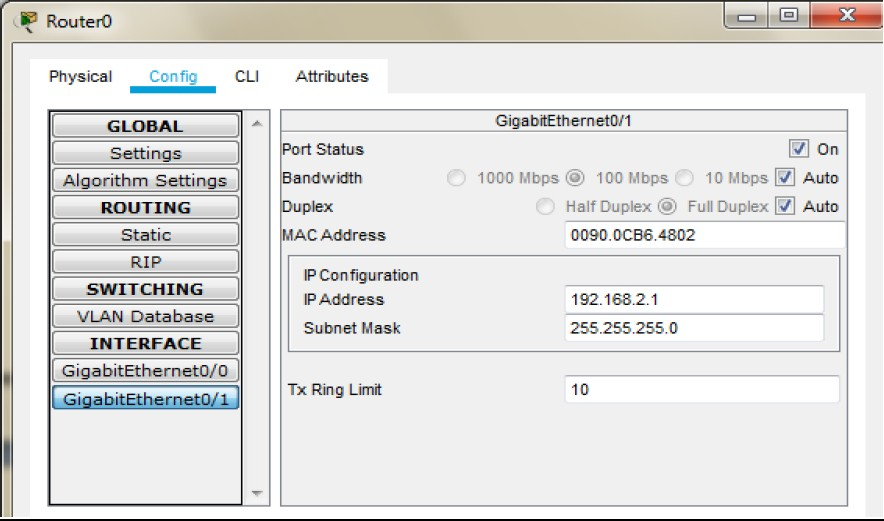 Router0
Physical Config CLI Attributes
GLOBAL
Settings
Algorithm Settings
ROUTING
Static
RIP
SWITCHING
VLAN Database
INTERFACE
GigabitEthernet0/0
GigabitEthernet0/1
GigabitEthernet0/1
Port Status On
Bandwidth 1000 Mbps 100 Mbps 10 Mbps Auto
Duplex Half Duplex Full Duplex Auto
MAC Address 0090.0CB6.4802
IP Configuration
IP Address 192.168.2.1
Subnet Mask 255.255.255.0
Tx Ring Limit 10